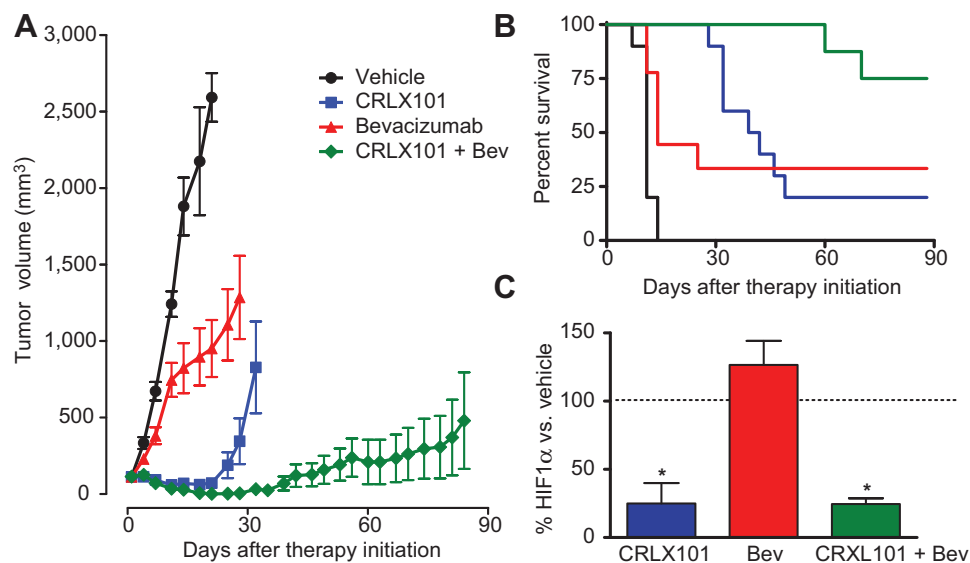 A
Tumor volume (mm³)
3,000
2,500
2,000
1,500
1,000
500
0
0
30
60
90
Days after therapy initiation
Vehicle
CRLX101
Bevacizumab
CRLX101 + Bev
B
Percent survival
100
75
50
25
0
0
30
60
90
Days after therapy initiation
C
% HIF1α vs. vehicle
150
100
50
0
*
*
CRLX101
Bev
CRXL101 + Bev